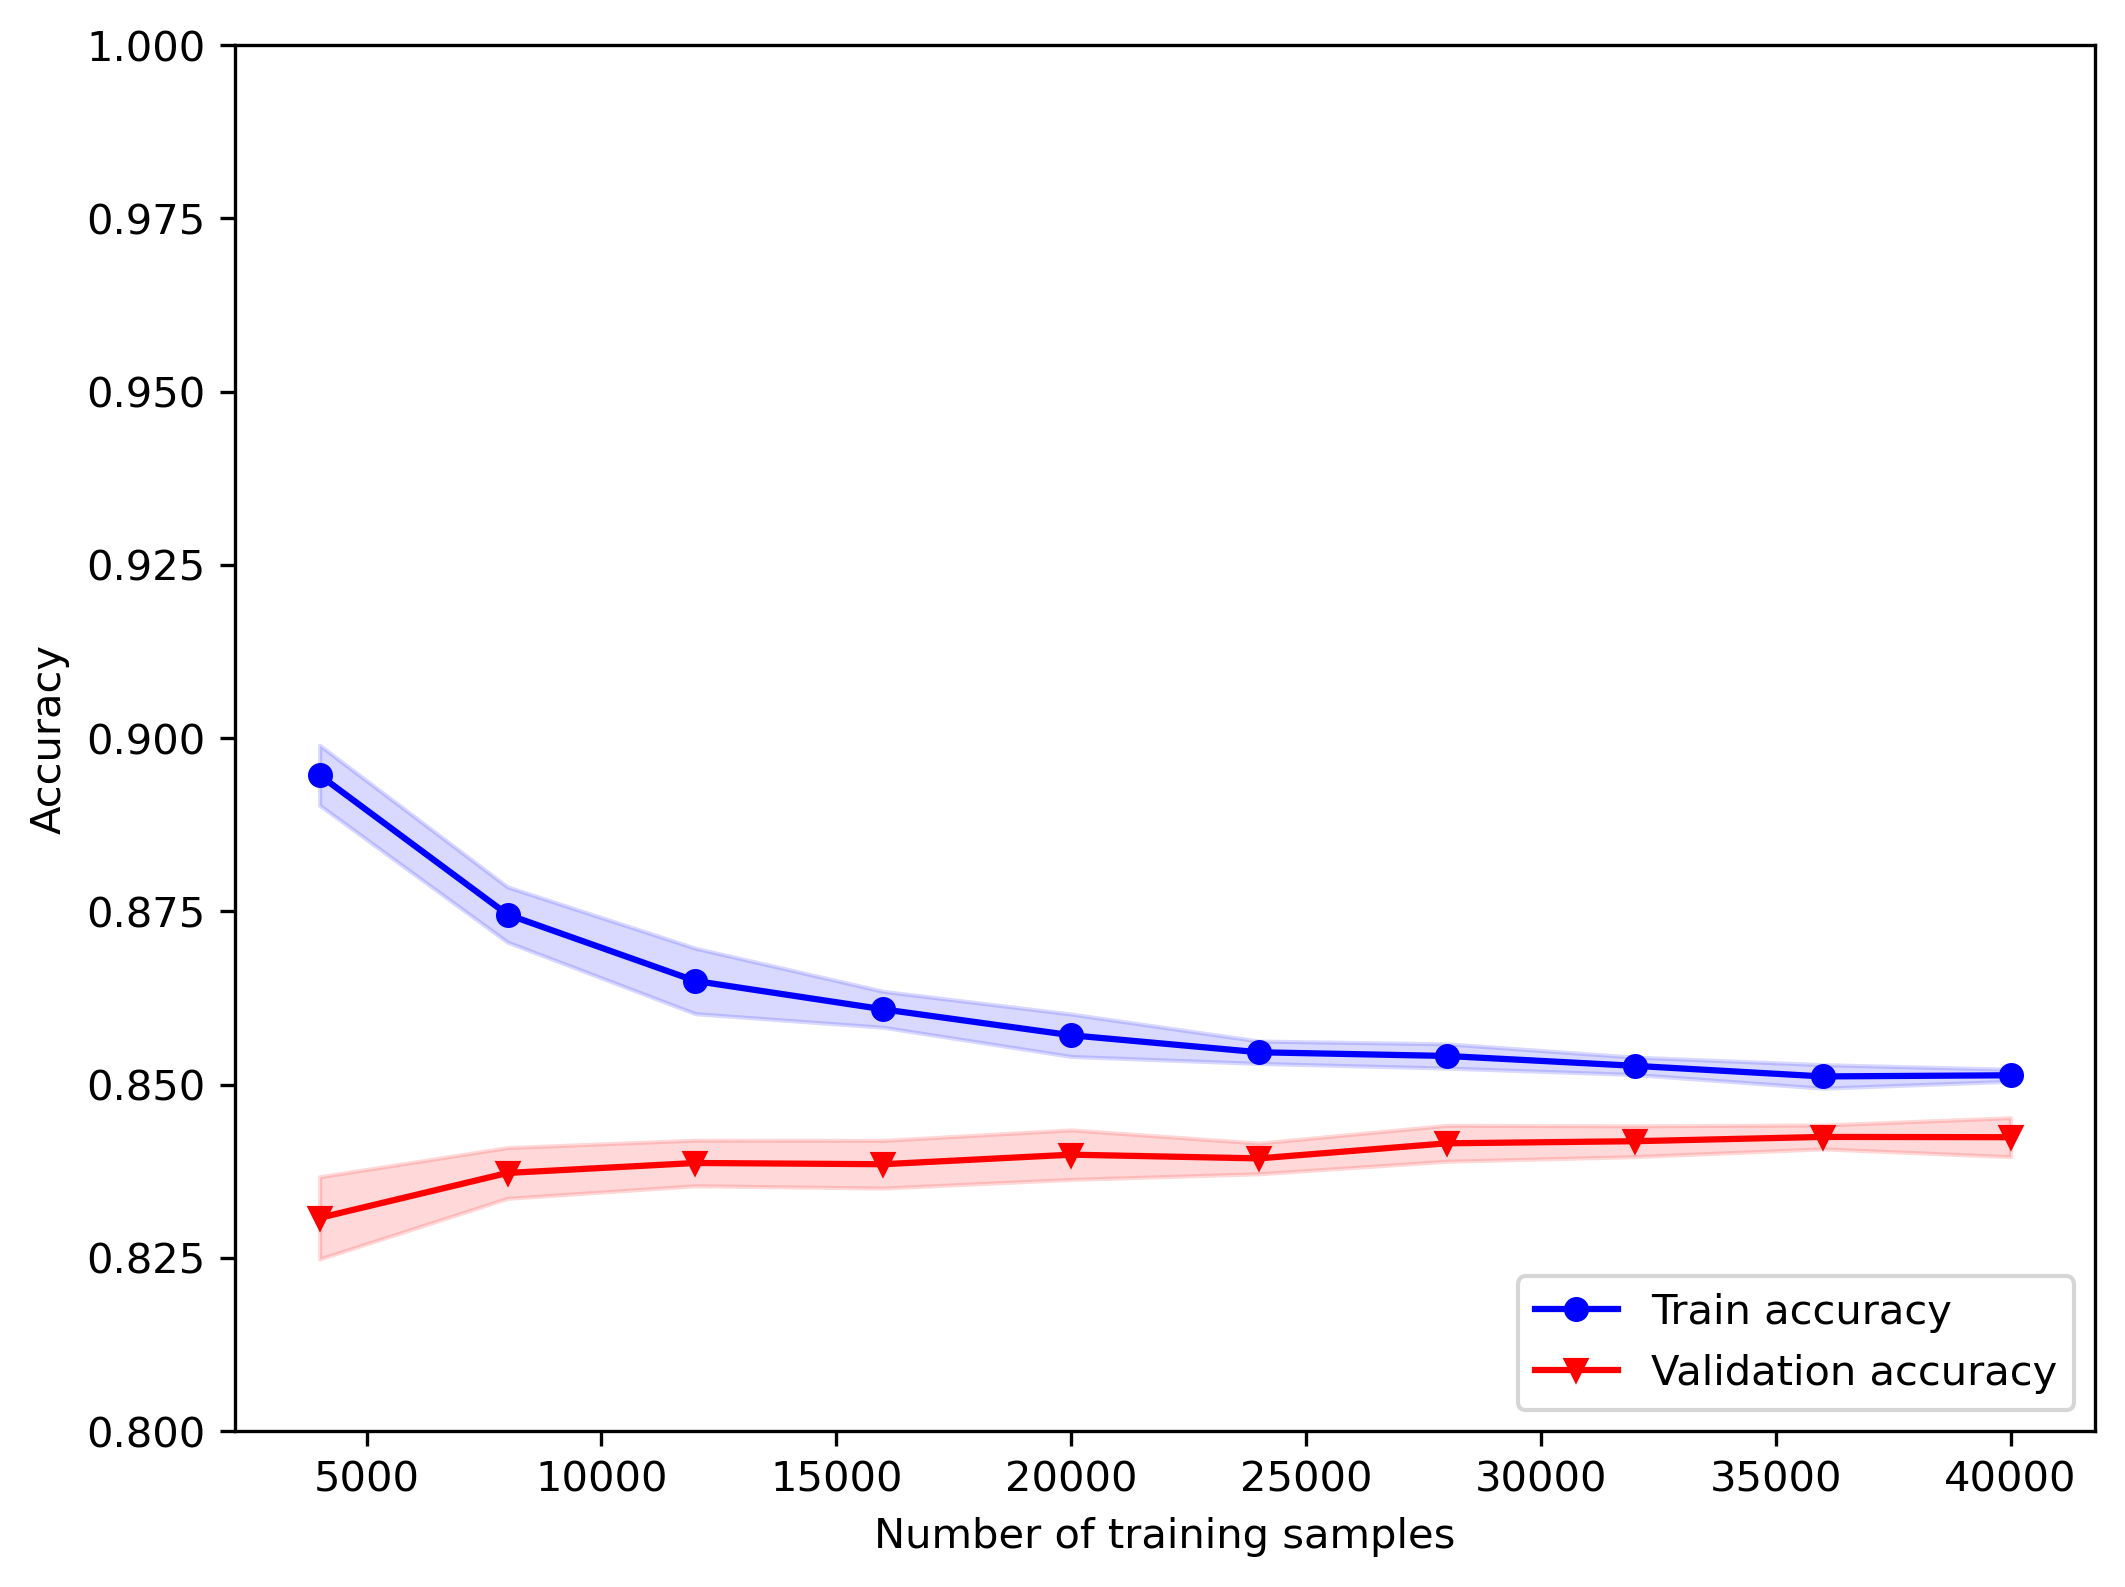 1.000
0.975
0.950
0.925
0.900
0.875
0.850
0.825
0.800
Accuracy
5000 10000 15000 20000 25000 30000 35000 40000
Number of training samples
Train accuracy
Validation accuracy